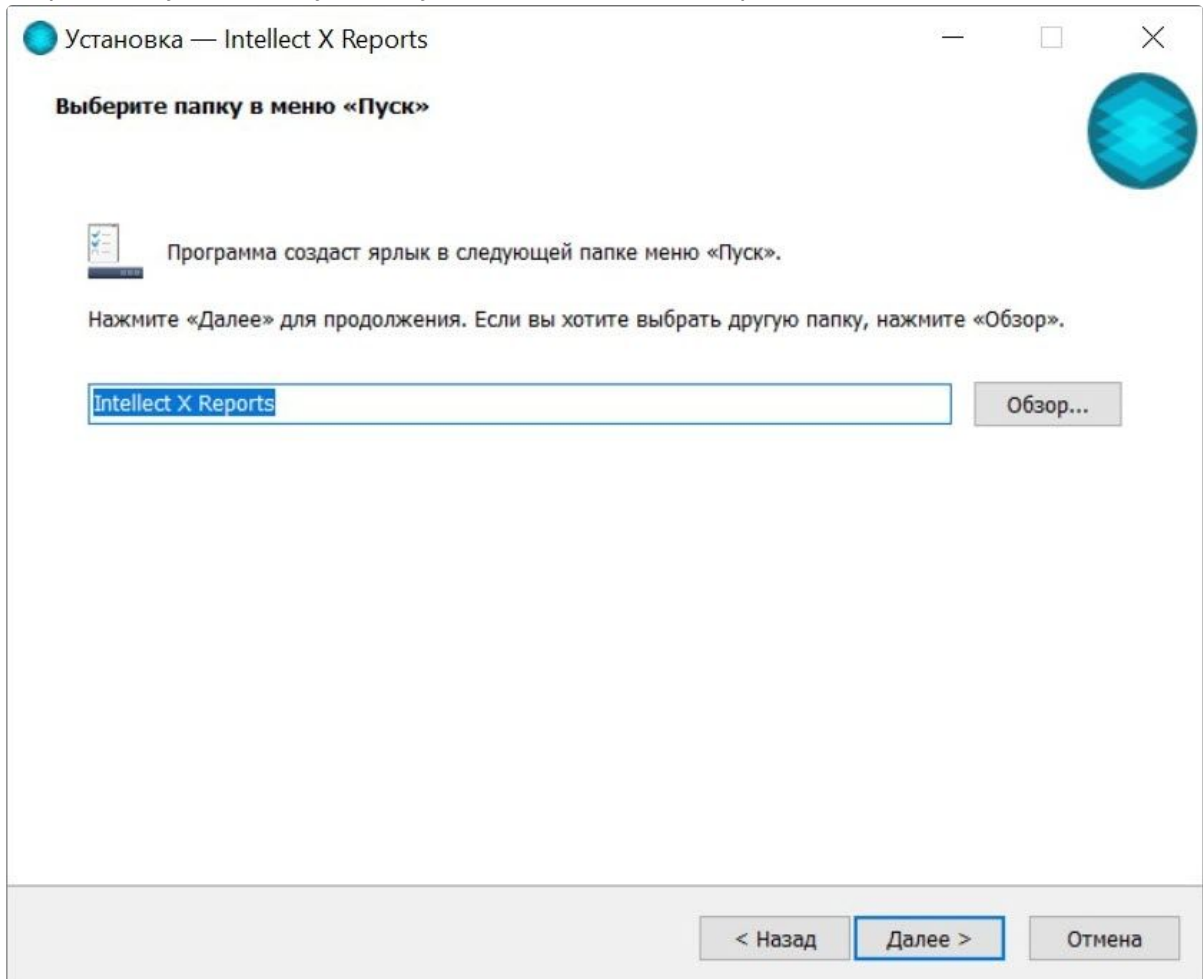 Установка — Intellect X Reports
Выберите папку в меню «Пуск»
Программа создаст ярлык в следующей папке меню «Пуск».
Нажмите «Далее» для продолжения. Если вы хотите выбрать другую папку, нажмите «Обзор».
Intellect X Reports
Обзор...
< Назад
Далее >
Отмена